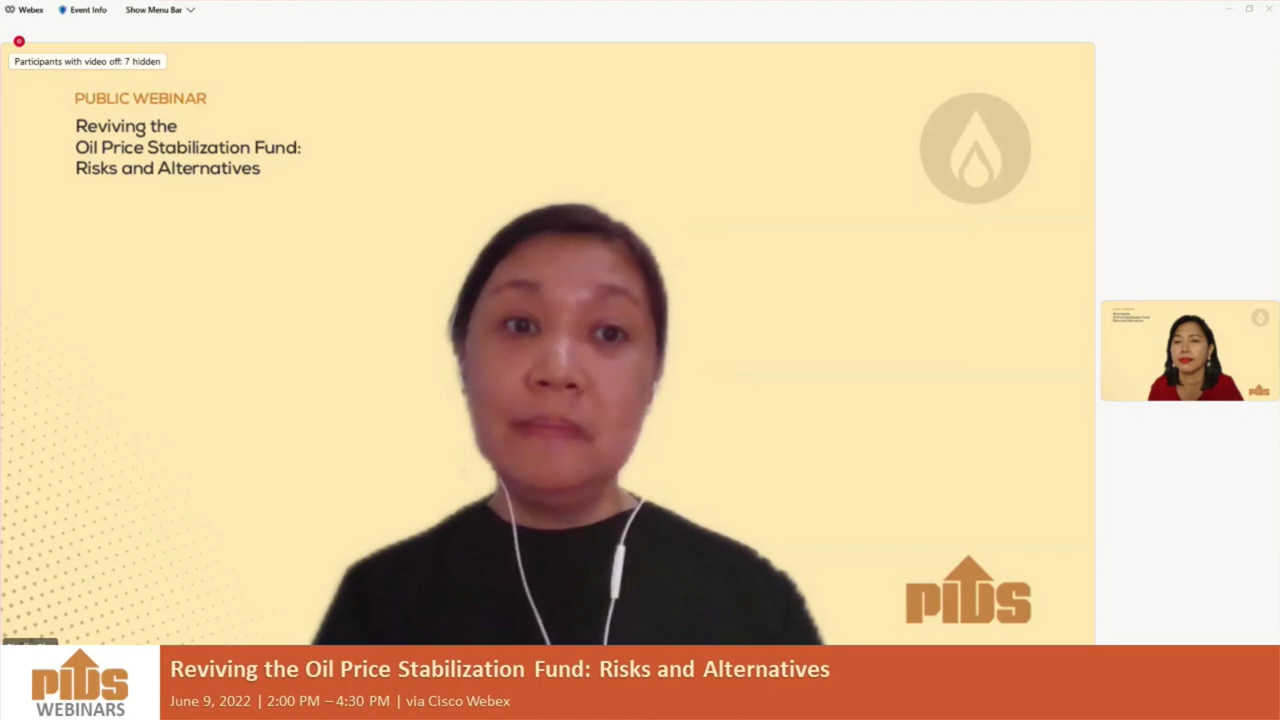 Webex Event Info Show Menu Bar
Participants with video off: 7 hidden
PUBLIC WEBINAR
Reviving the
Oil Price Stabilization Fund:
Risks and Alternatives
PIDS
PIDS
PIDS
WEBINARS
Reviving the Oil Price Stabilization Fund: Risks and Alternatives
June 9, 2022 | 2:00 PM – 4:30 PM | via Cisco Webex